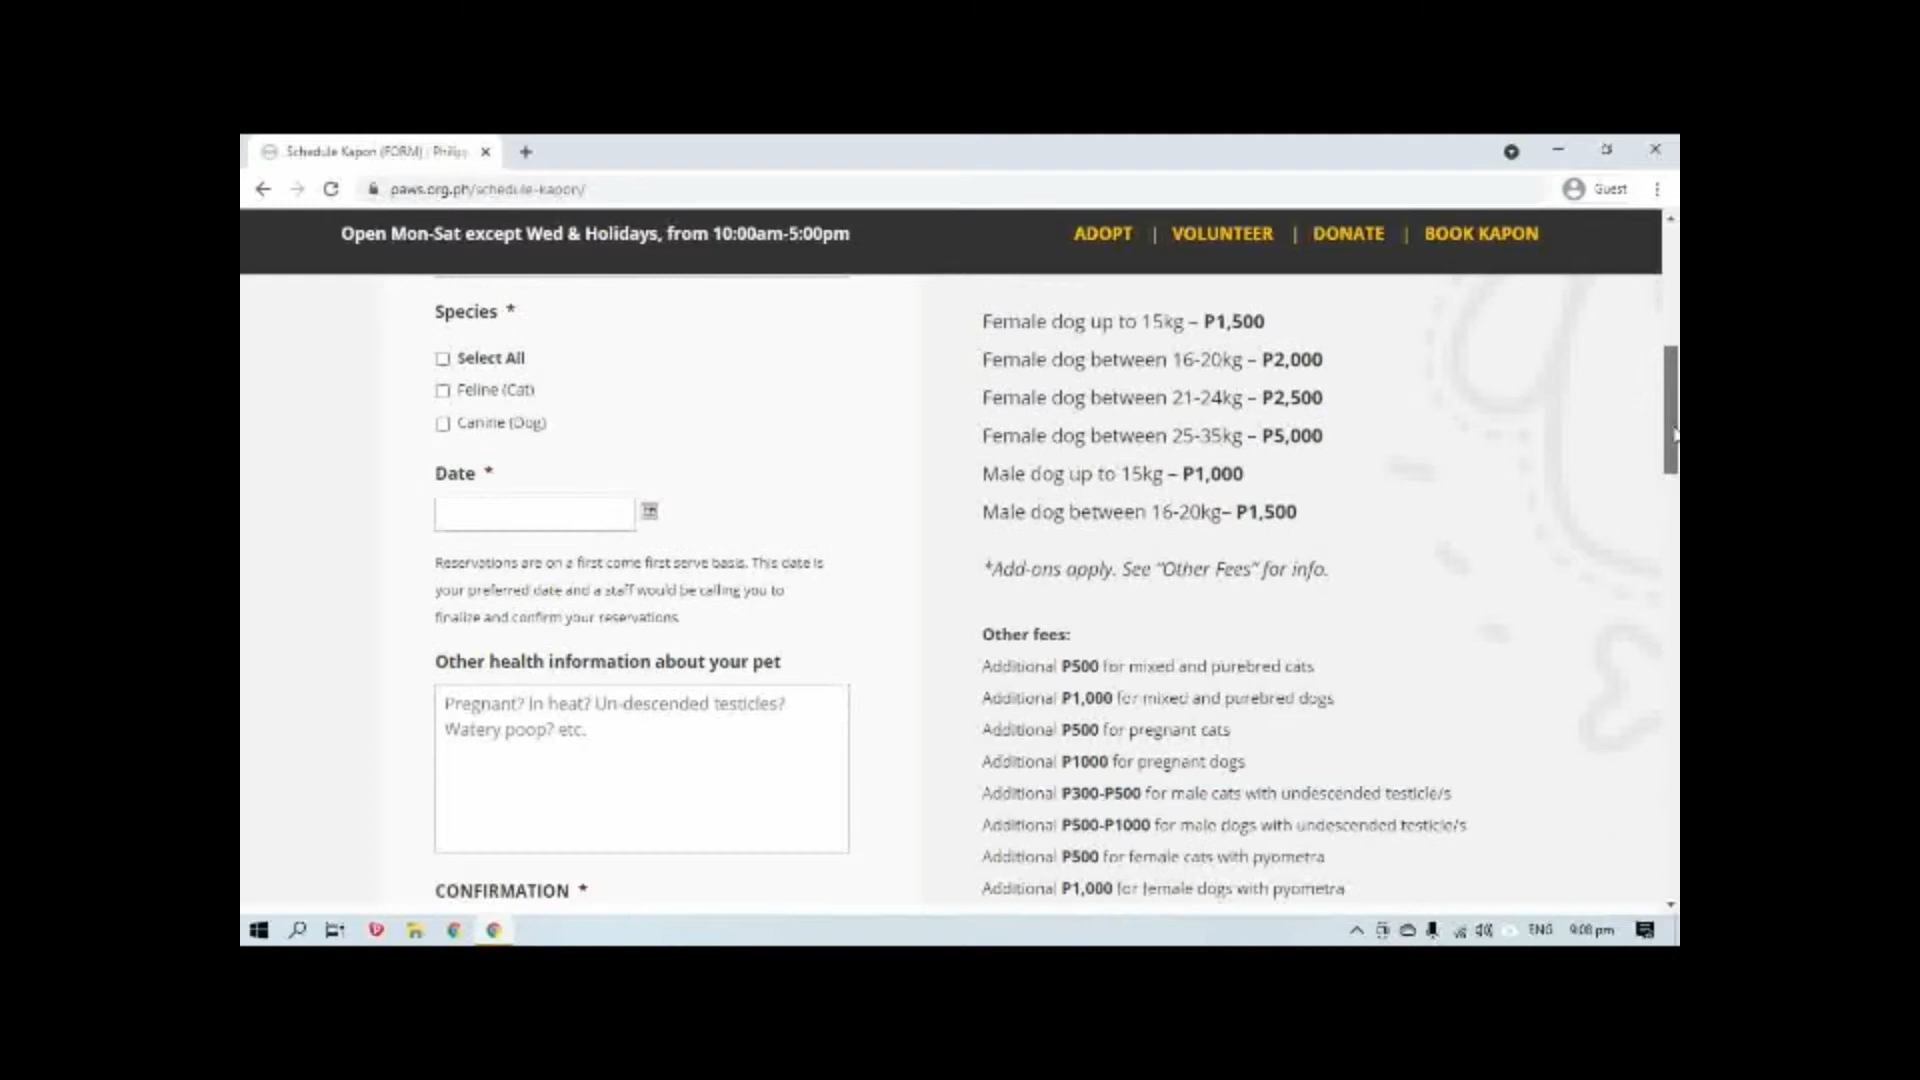 Schedule Kapon (FORM) | Philipp
paws.org.ph/schedule-kapon/
Guest
Open Mon-Sat except Wed & Holidays, from 10:00am-5:00pm
ADOPT | VOLUNTEER | DONATE | BOOK KAPON
Species *
Select All
Feline (Cat)
Canine (Dog)
Date *
Reservations are on a first come first serve basis. This date is
your preferred date and a staff would be calling you to
finalize and confirm your reservations.
Other health information about your pet
Pregnant? In heat? Un-descended testicles?
Watery poop? etc.
CONFIRMATION *
Female dog up to 15kg – P1,500
Female dog between 16-20kg – P2,000
Female dog between 21-24kg – P2,500
Female dog between 25-35kg – P5,000
Male dog up to 15kg – P1,000
Male dog between 16-20kg– P1,500
*Add-ons apply. See “Other Fees” for info.
Other fees:
Additional P500 for mixed and purebred cats
Additional P1,000 for mixed and purebred dogs
Additional P500 for pregnant cats
Additional P1000 for pregnant dogs
Additional P300-P500 for male cats with undescended testicle/s
Additional P500-P1000 for male dogs with undescended testicle/s
Additional P500 for female cats with pyometra
Additional P1,000 for female dogs with pyometra
ENG 9:08 pm